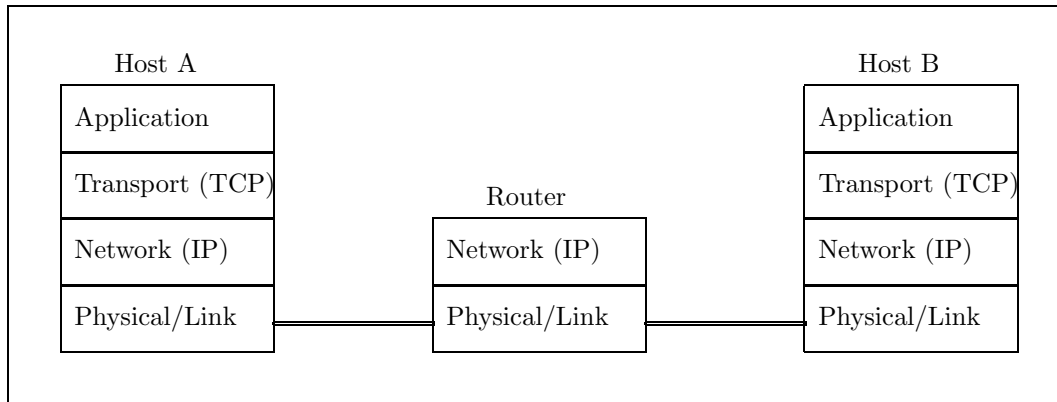 Host A
Application
Transport (TCP)
Network (IP)
Physical/Link
Router
Network (IP)
Physical/Link
Host B
Application
Transport (TCP)
Network (IP)
Physical/Link